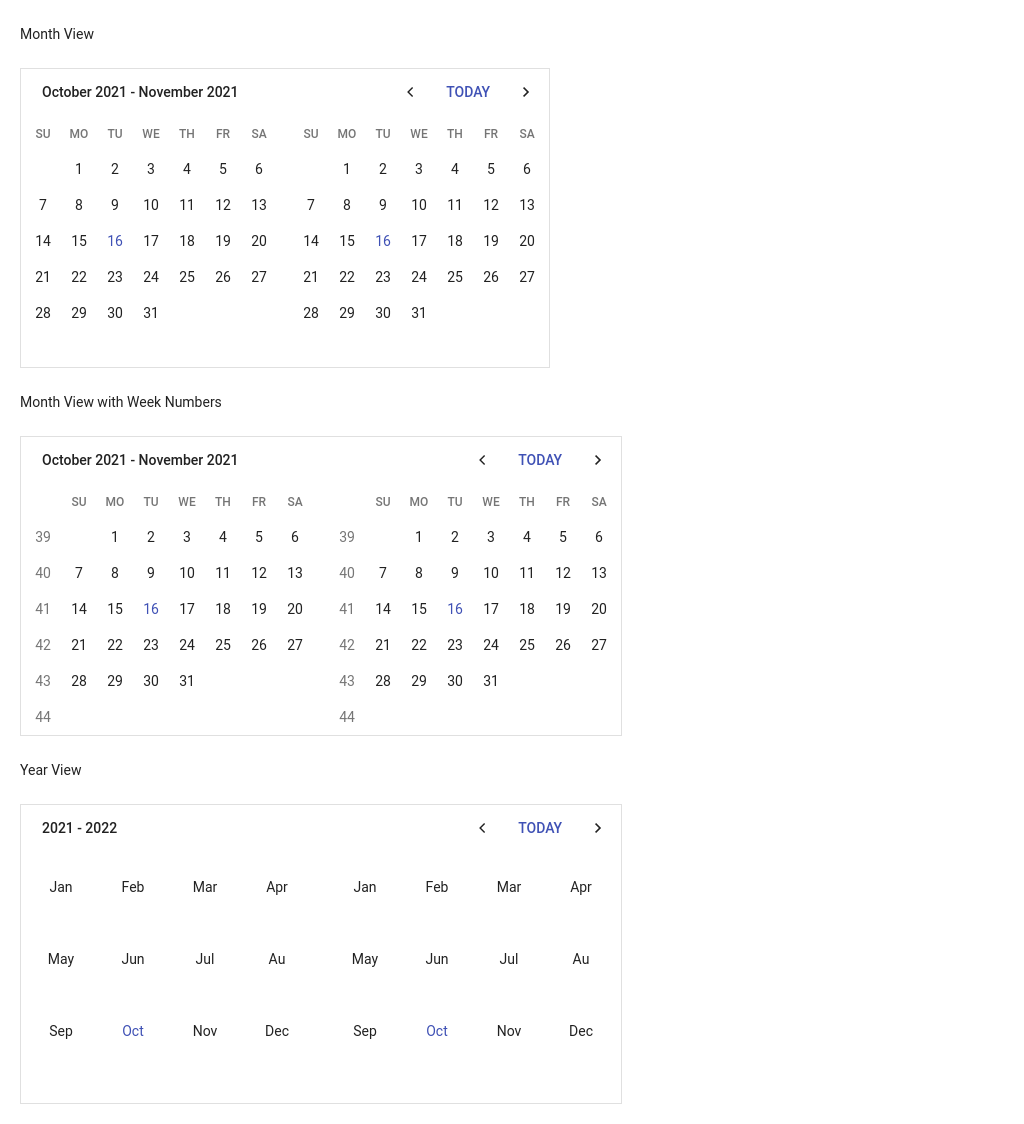 Month View
October 2021 - November 2021 TODAY
SU MO TU WE TH FR SA SU MO TU WE TH FR SA
1 2 3 4 5 6 1 2 3 4 5 6
7 8 9 10 11 12 13 7 8 9 10 11 12 13
14 15 16 17 18 19 20 14 15 16 17 18 19 20
21 22 23 24 25 26 27 21 22 23 24 25 26 27
28 29 30 31 28 29 30 31
Month View with Week Numbers
October 2021 - November 2021 TODAY
SU MO TU WE TH FR SA SU MO TU WE TH FR SA
39 1 2 3 4 5 6 39 1 2 3 4 5 6
40 7 8 9 10 11 12 13 40 7 8 9 10 11 12 13
41 14 15 16 17 18 19 20 41 14 15 16 17 18 19 20
42 21 22 23 24 25 26 27 42 21 22 23 24 25 26 27
43 28 29 30 31 43 28 29 30 31
44 44
Year View
2021 - 2022 TODAY
Jan Feb Mar Apr Jan Feb Mar Apr
May Jun Jul Au May Jun Jul Au
Sep Oct Nov Dec Sep Oct Nov Dec